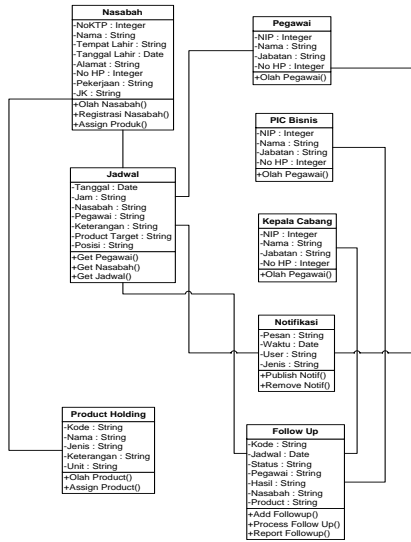 Nasabah
-NoKTP : Integer
-Nama : String
-Tempat Lahir : String
-Tanggal Lahir : Date
-Alamat : String
-No HP : Integer
-Pekerjaan : String
-JK : String
+Olah Nasabah()
+Registrasi Nasabah()
+Assign Produk()
Pegawai
-NIP : Integer
-Nama : String
-Jabatan : String
-No HP : Integer
+Olah Pegawai()
PIC Bisnis
-NIP : Integer
-Nama : String
-Jabatan : String
-No HP : Integer
+Olah Pegawai()
Jadwal
-Tanggal : Date
-Jam : String
-Nasabah : String
-Pegawai : String
-Keterangan : String
-Product Target : String
-Posisi : String
+Get Pegawai()
+Get Nasabah()
+Get Jadwal()
Kepala Cabang
-NIP : Integer
-Nama : String
-Jabatan : String
-No HP : Integer
+Olah Pegawai()
Notifikasi
-Pesan : String
-Waktu : Date
-User : String
-Jenis : String
+Publish Notif()
+Remove Notif()
Product Holding
-Kode : String
-Nama : String
-Jenis : String
-Keterangan : String
-Unit : String
+Olah Product()
+Assign Product()
Follow Up
-Kode : String
-Jadwal : Date
-Status : String
-Pegawai : String
-Hasil : String
-Nasabah : String
-Product : String
+Add Followup()
+Process Follow Up()
+Report Followup()